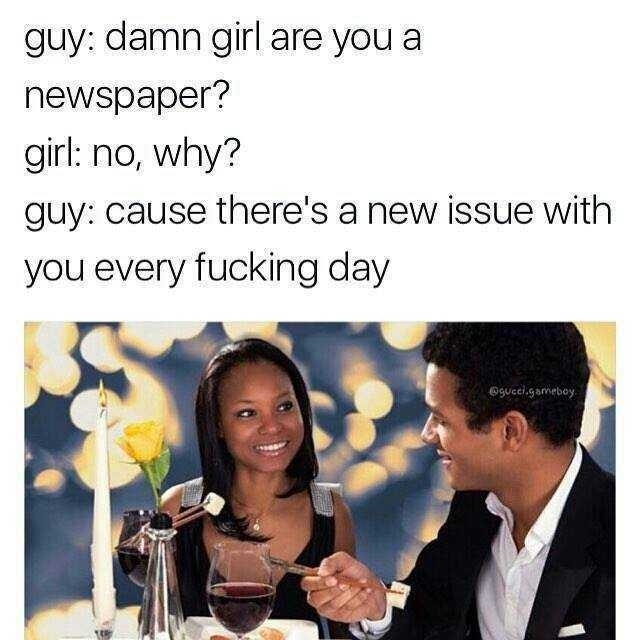 guy: damn girl are you a
newspaper?
girl: no, why?
guy: cause there's a new issue with
you every fucking day
@gucci.gameboy